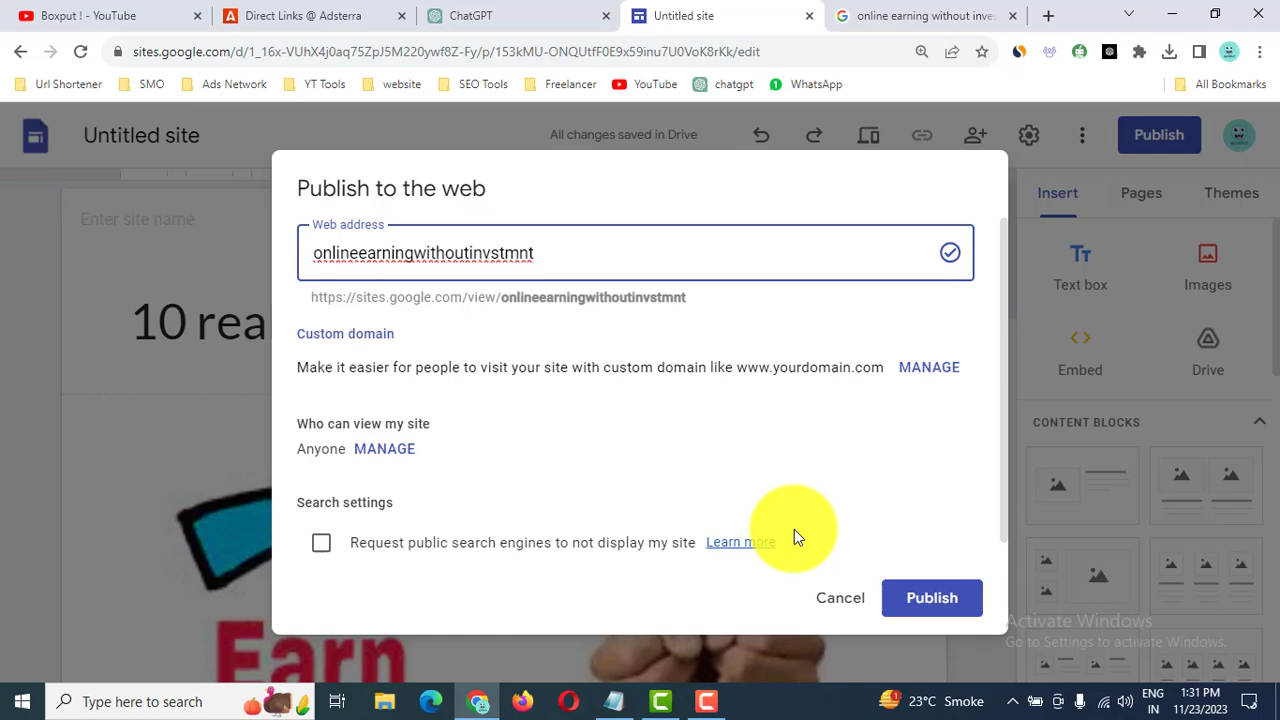 Boxput ! - YouTube
Direct Links @ Adsterra
ChatGPT
Untitled site
online earning without inves
sites.google.com/d/1_16x-VUhX4j0aq75ZpJ5M220ywf8Z-Fy/p/153kMU-ONQUtfF0E9x59inu7U0VoK8rKk/edit
Url Shortener
SMO
Ads Network
YT Tools
website
SEO Tools
Freelancer
YouTube
chatgpt
WhatsApp
All Bookmarks
Untitled site
All changes saved in Drive
Publish
Enter site name
10 rea
Publish to the web
Web address
onlineearningwithoutinvstmnt
https://sites.google.com/view/onlineearningwithoutinvstmnt
Custom domain
Make it easier for people to visit your site with custom domain like www.yourdomain.com MANAGE
Who can view my site
Anyone MANAGE
Search settings
Request public search engines to not display my site Learn more
Cancel
Publish
Insert
Pages
Themes
Text box
Images
Embed
Drive
CONTENT BLOCKS
Earn
Activate Windows
Go to Settings to activate Windows.
Type here to search
23°C Smoke
ENG
IN
1:31 PM
11/23/2023